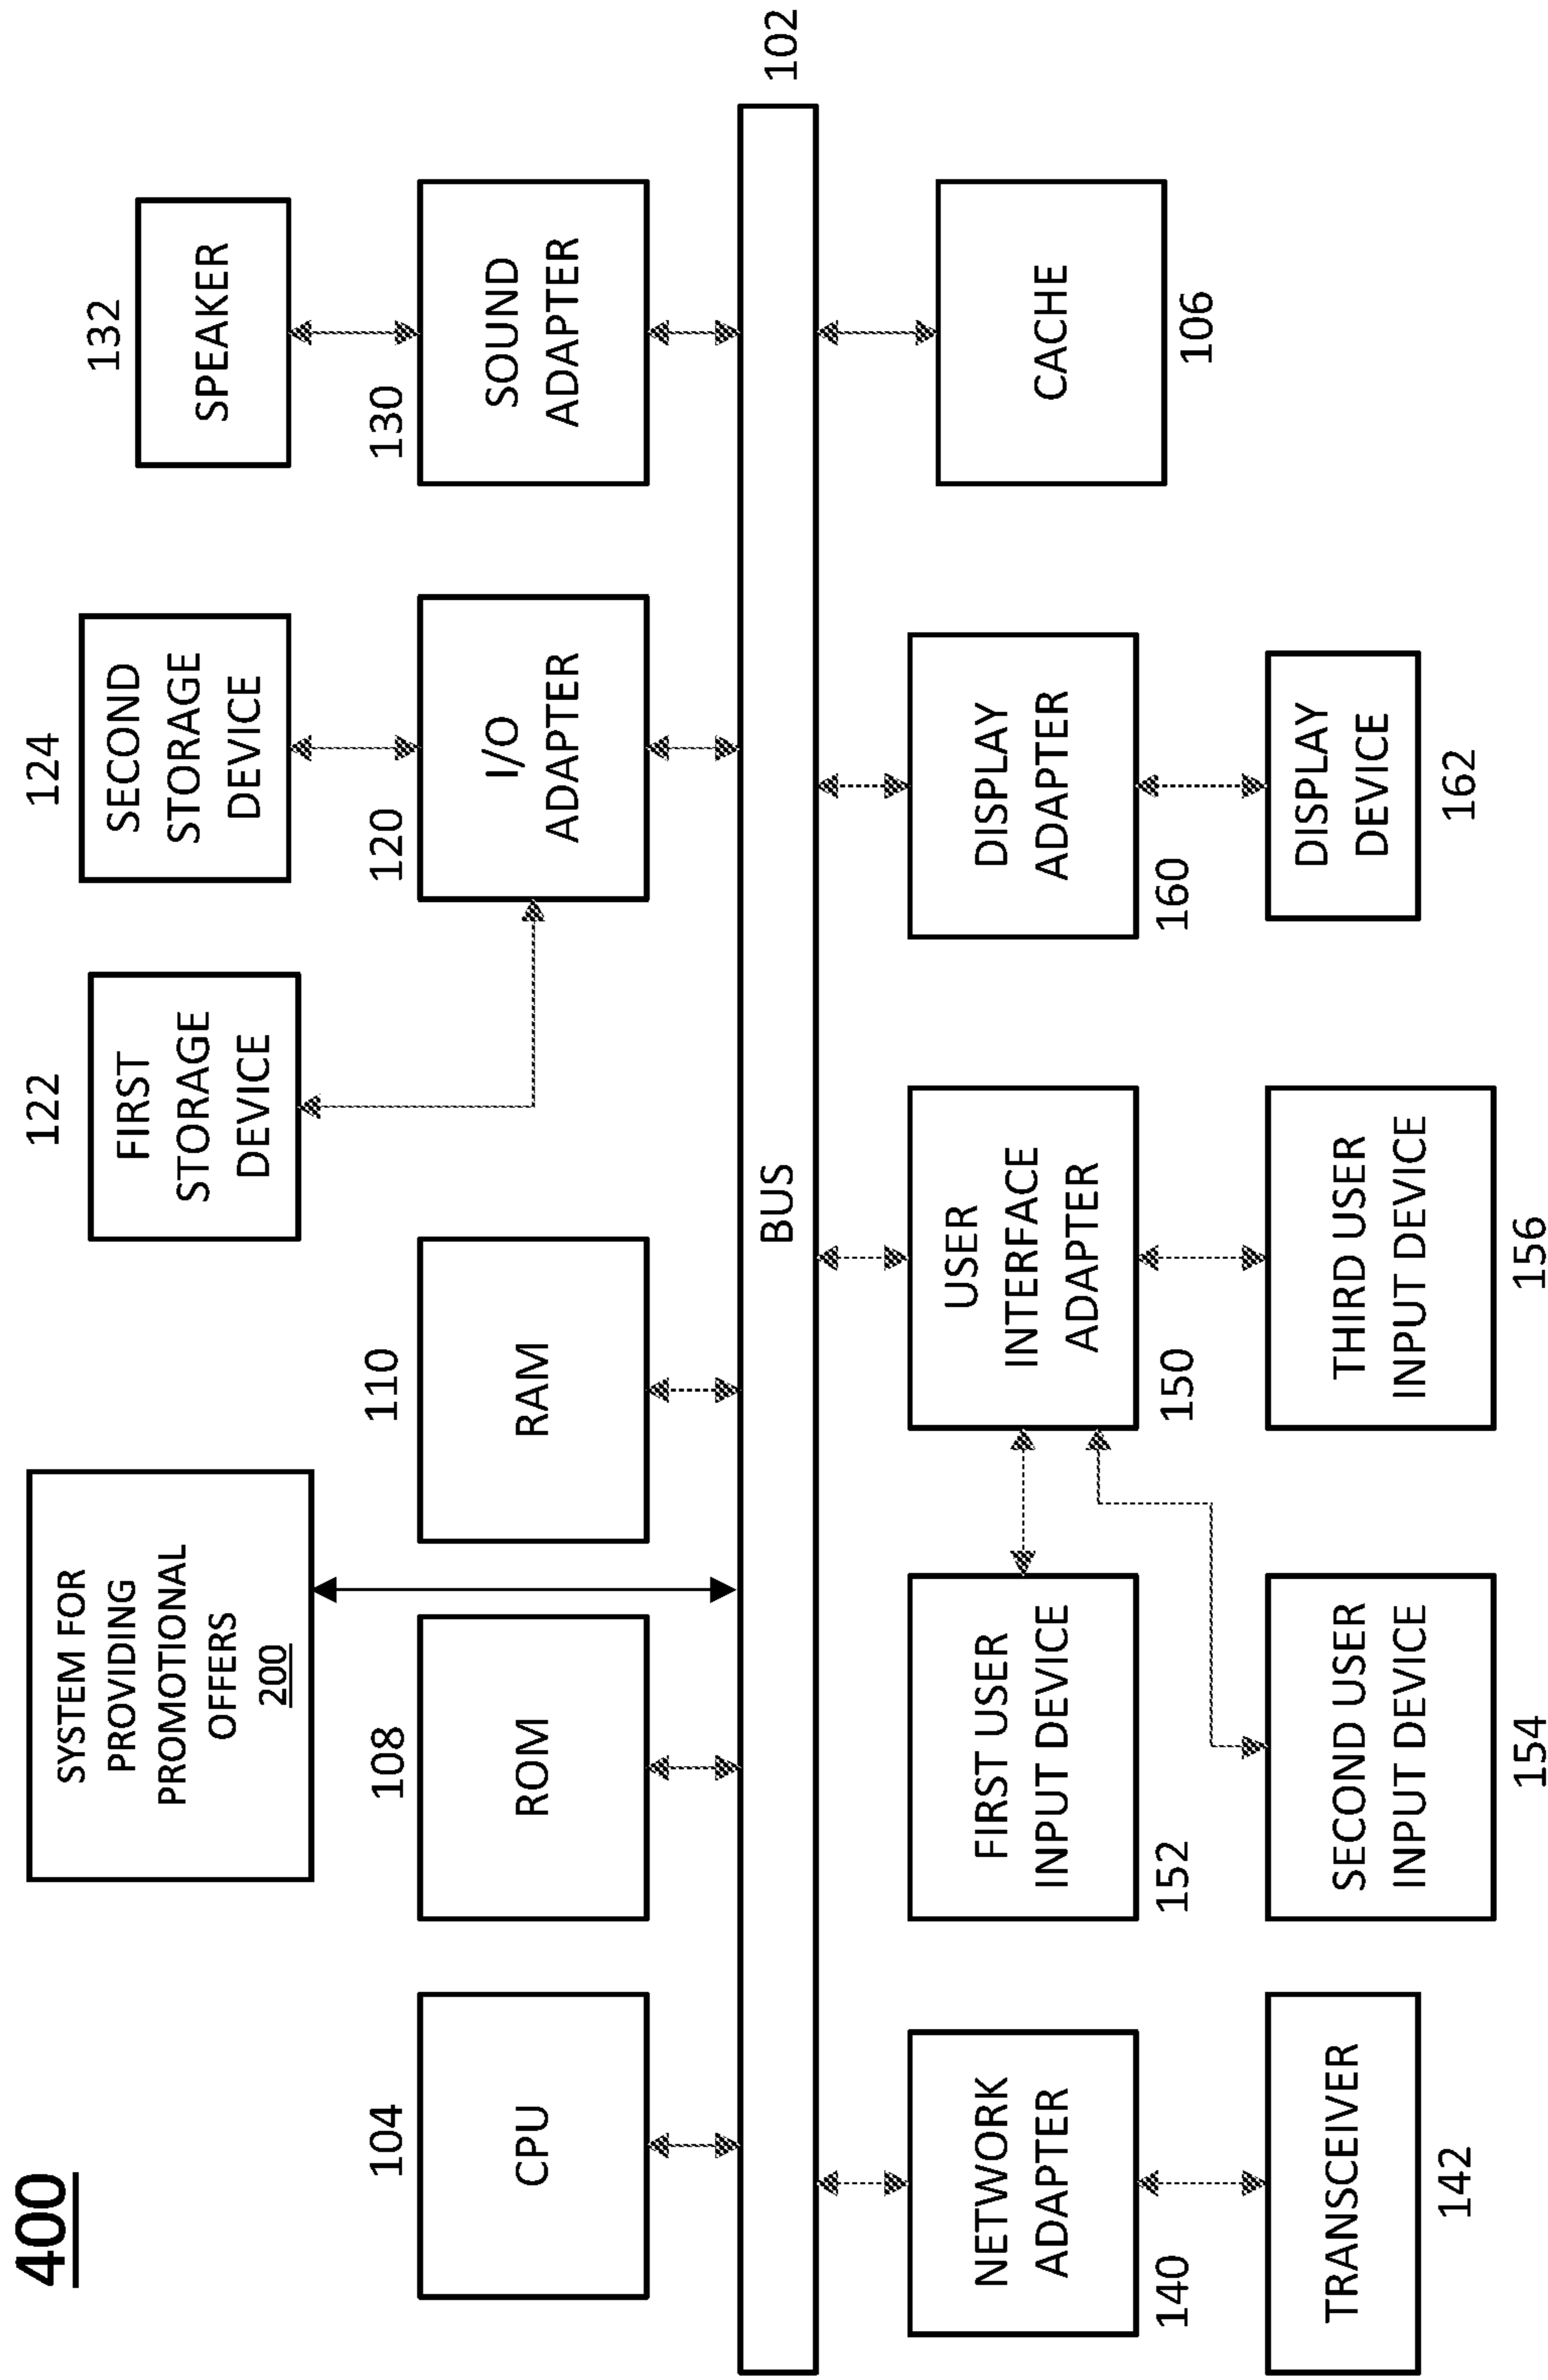 400
SYSTEM FOR
PROVIDING
PROMOTIONAL
OFFERS
200
122
FIRST
STORAGE
DEVICE
124
SECOND
STORAGE
DEVICE
132
SPEAKER
104
CPU
108
ROM
110
RAM
120
I/O
ADAPTER
130
SOUND
ADAPTER
BUS
102
NETWORK
ADAPTER
140
FIRST USER
INPUT DEVICE
152
USER
INTERFACE
ADAPTER
150
DISPLAY
ADAPTER
160
CACHE
106
TRANSCEIVER
142
SECOND USER
INPUT DEVICE
154
THIRD USER
INPUT DEVICE
156
DISPLAY
DEVICE
162